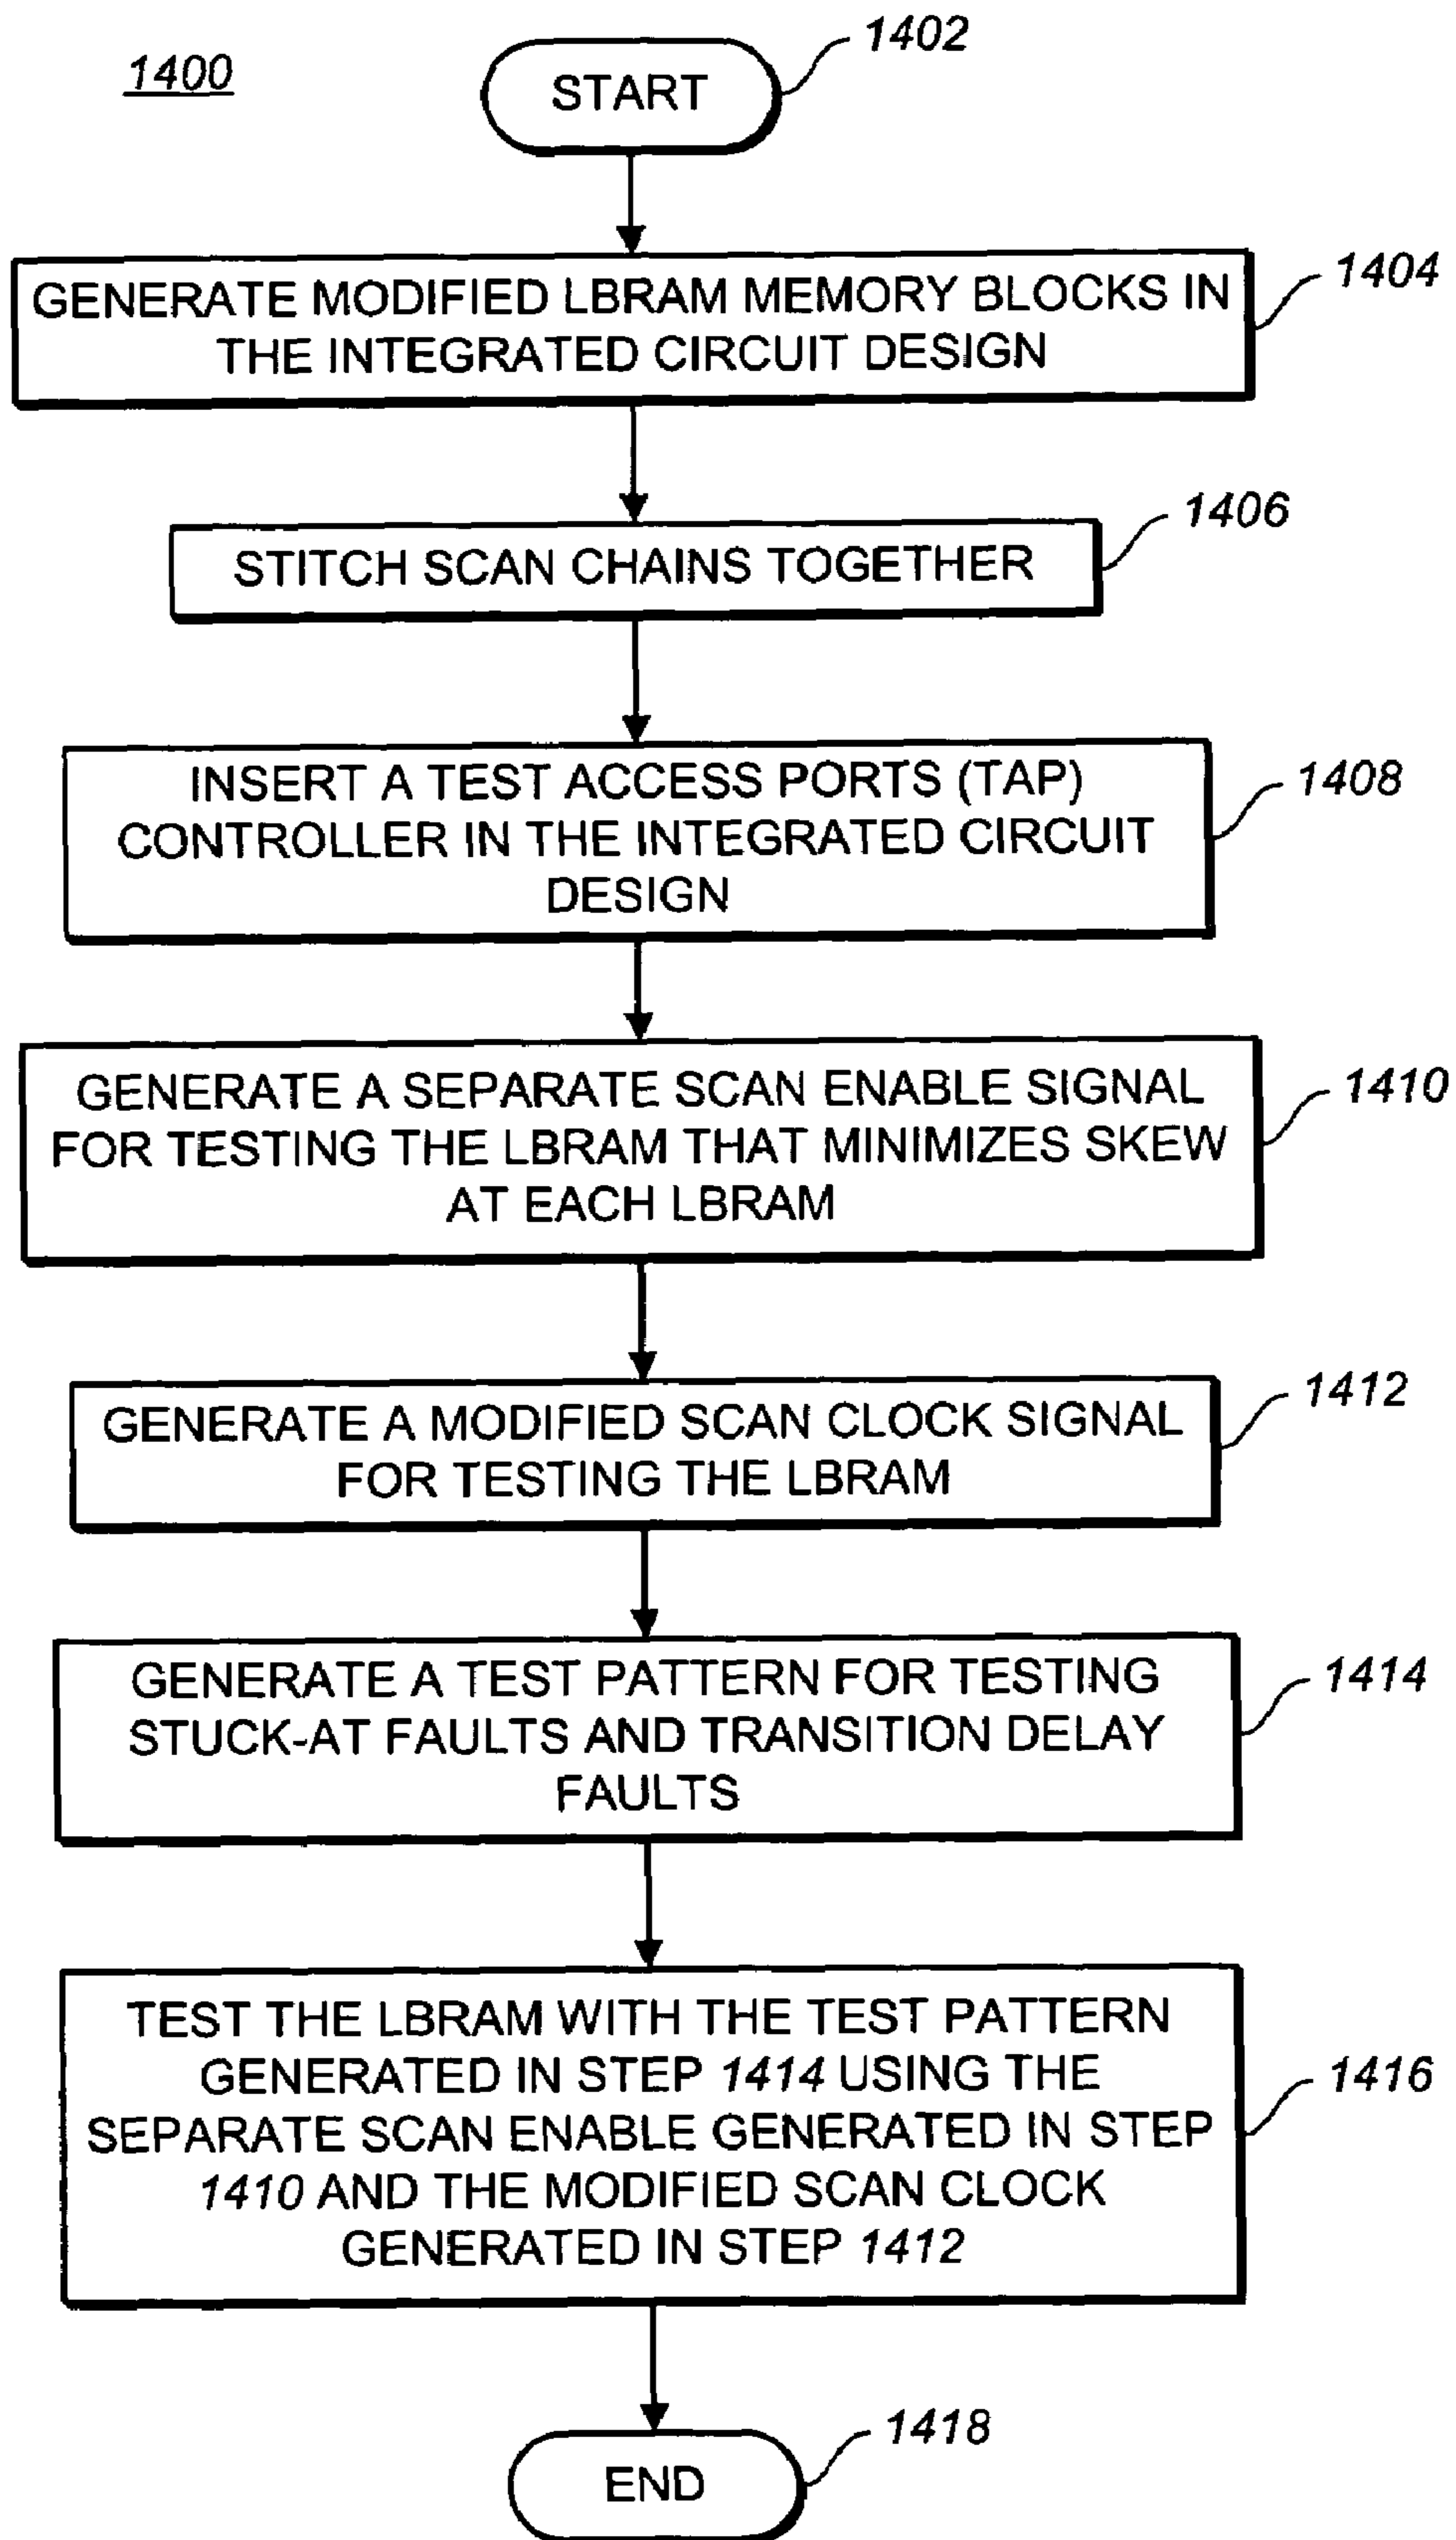 1400
START
1402
GENERATE MODIFIED LBRAM MEMORY BLOCKS IN
THE INTEGRATED CIRCUIT DESIGN
1404
STITCH SCAN CHAINS TOGETHER
1406
INSERT A TEST ACCESS PORTS (TAP)
CONTROLLER IN THE INTEGRATED CIRCUIT
DESIGN
1408
GENERATE A SEPARATE SCAN ENABLE SIGNAL
FOR TESTING THE LBRAM THAT MINIMIZES SKEW
AT EACH LBRAM
1410
GENERATE A MODIFIED SCAN CLOCK SIGNAL
FOR TESTING THE LBRAM
1412
GENERATE A TEST PATTERN FOR TESTING
STUCK-AT FAULTS AND TRANSITION DELAY
FAULTS
1414
TEST THE LBRAM WITH THE TEST PATTERN
GENERATED IN STEP 1414 USING THE
SEPARATE SCAN ENABLE GENERATED IN STEP
1410 AND THE MODIFIED SCAN CLOCK
GENERATED IN STEP 1412
1416
END
1418